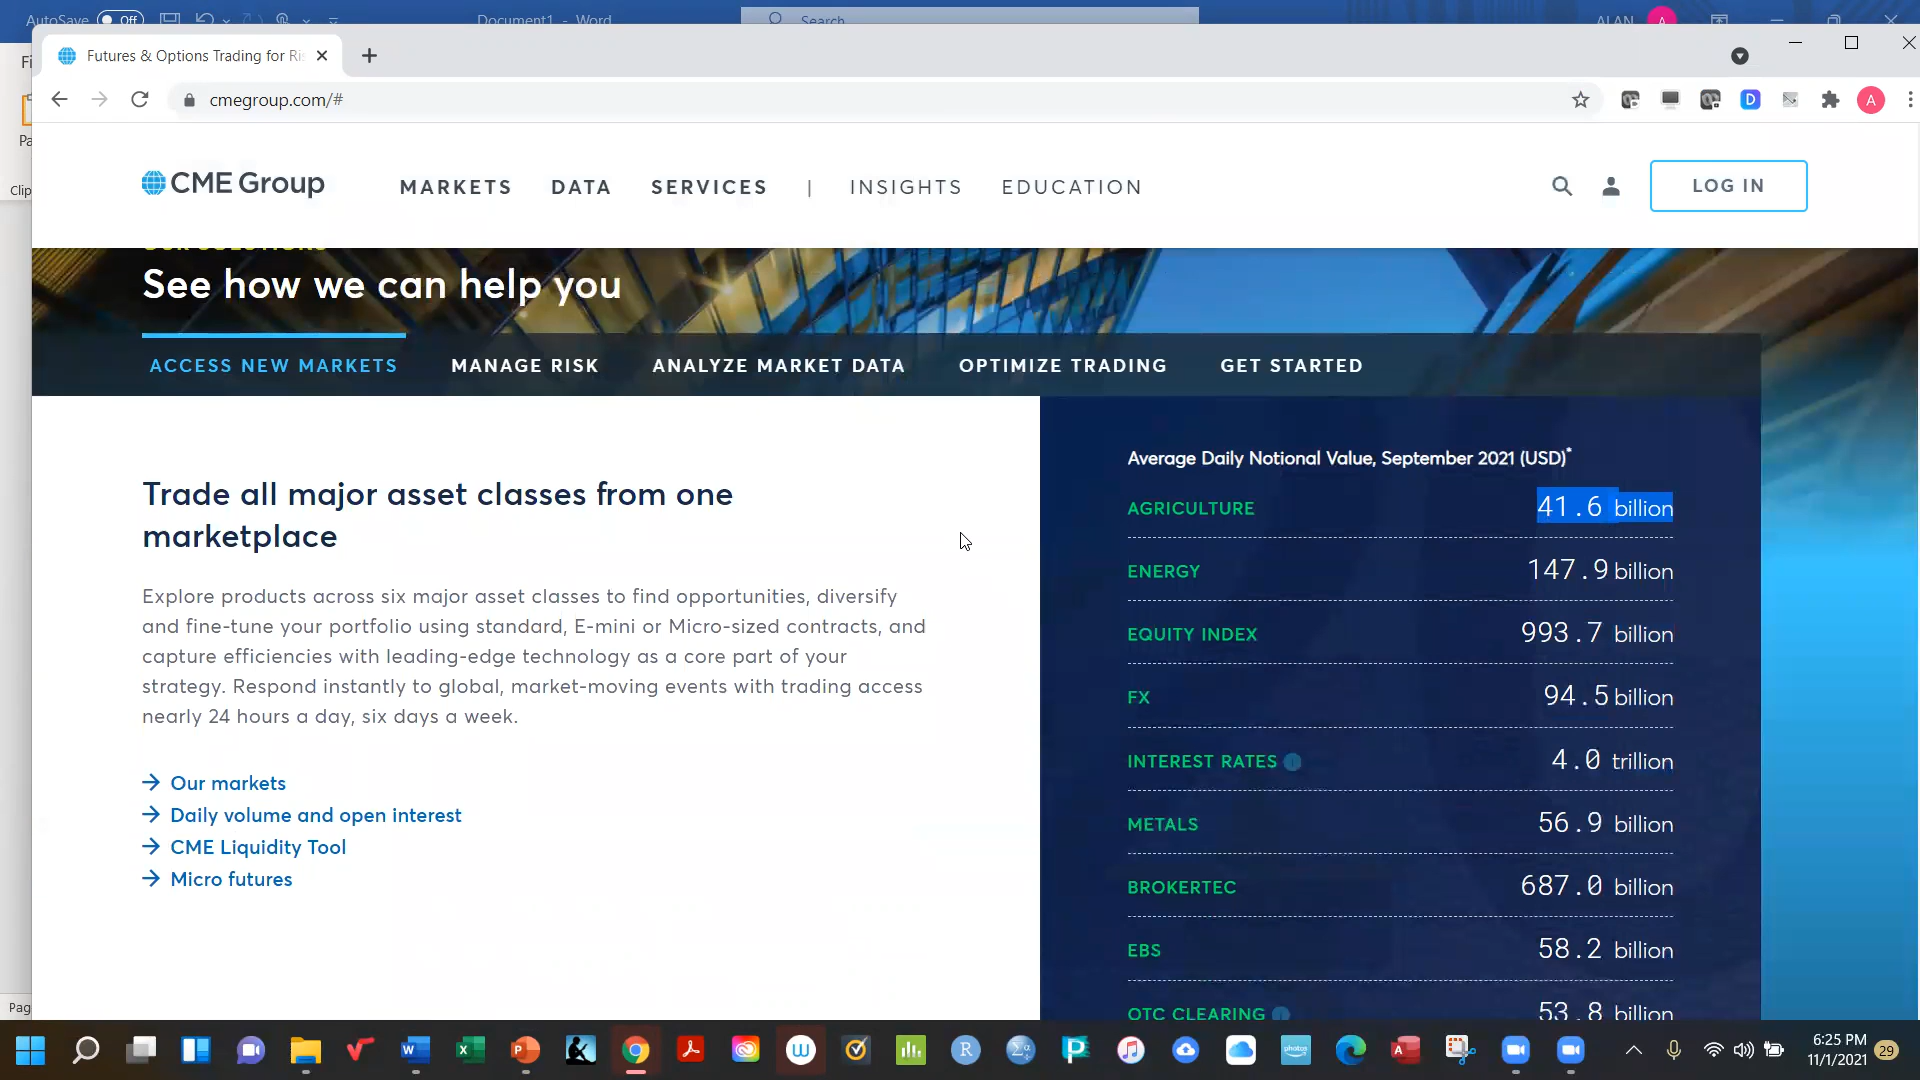 AutoSave Off
Document1 - Word
Search
ALAN A
Fi
Futures & Options Trading for Ri
cmegroup.com/#
D
A
Pa
Clip
CME Group
MARKETS DATA SERVICES | INSIGHTS EDUCATION
LOG IN
OUR SOLUTIONS
See how we can help you
ACCESS NEW MARKETS MANAGE RISK ANALYZE MARKET DATA OPTIMIZE TRADING GET STARTED
Trade all major asset classes from one
marketplace
Explore products across six major asset classes to find opportunities, diversify
and fine-tune your portfolio using standard, E-mini or Micro-sized contracts, and
capture efficiencies with leading-edge technology as a core part of your
strategy. Respond instantly to global, market-moving events with trading access
nearly 24 hours a day, six days a week.
→ Our markets
→ Daily volume and open interest
→ CME Liquidity Tool
→ Micro futures
Average Daily Notional Value, September 2021 (USD)*
AGRICULTURE 41.6 billion
ENERGY 147.9 billion
EQUITY INDEX 993.7 billion
FX 94.5 billion
INTEREST RATES 4.0 trillion
METALS 56.9 billion
BROKERTEC 687.0 billion
EBS 58.2 billion
OTC CLEARING 53.8 billion
Pag
6:25 PM
11/1/2021
29